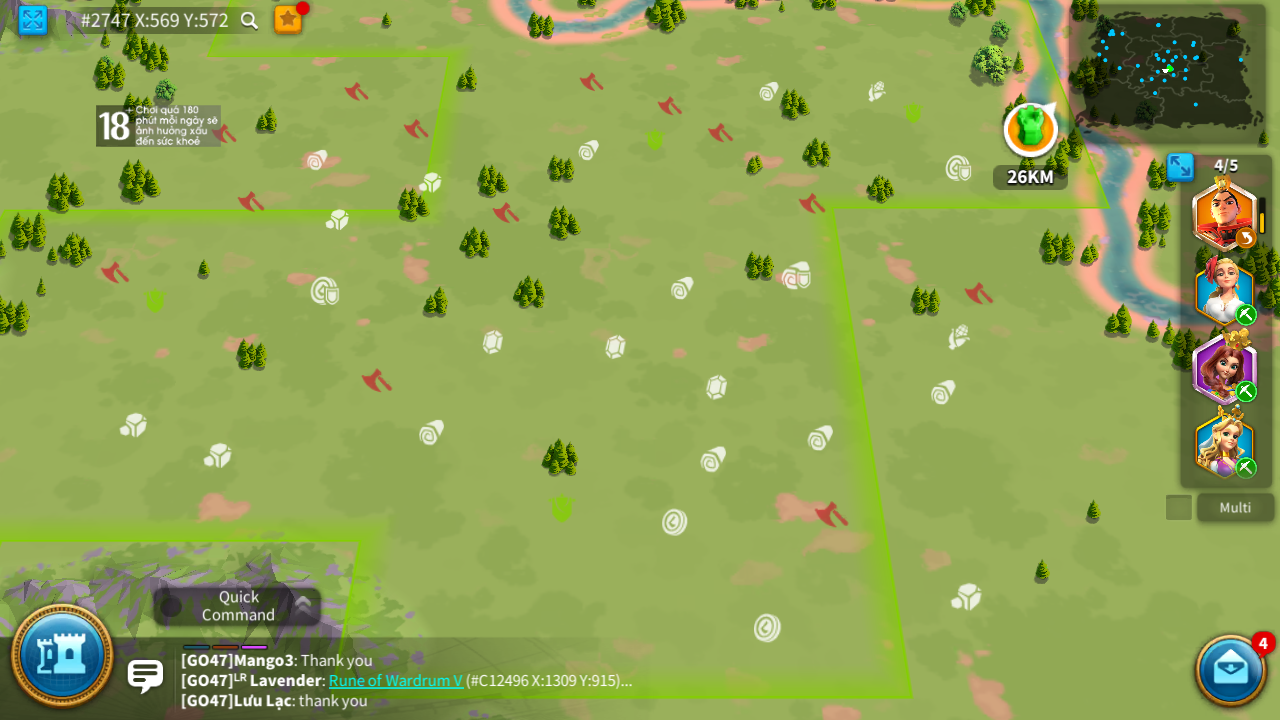 #2747 X:569 Y:572
18+
Chơi quá 180
phút mỗi ngày sẽ
ảnh hưởng xấu
đến sức khoẻ
26KM
4/5
Multi
Quick
Command
[GO47]Mango3: Thank you
[GO47]ᴸᴿ Lavender: Rune of Wardrum V (#C12496 X:1309 Y:915)...
[GO47]Lưu Lạc: thank you
4